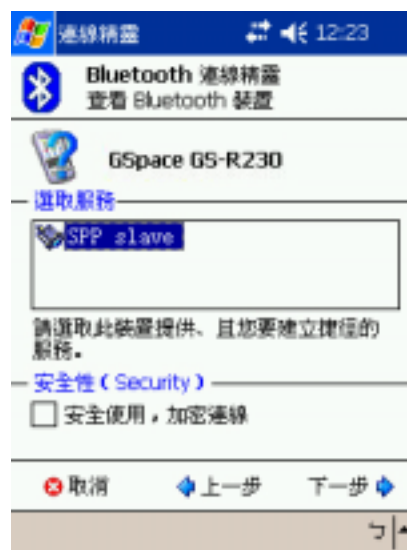 連線精靈 12:23
Bluetooth 連線精靈
查看 Bluetooth 裝置
GSpace GS-R230
選取服務
SPP slave
請選取此裝置提供、且您要建立捷徑的
服務。
安全性 ( Security )
安全使用，加密連線
取消 上一步 下一步
ㄅ